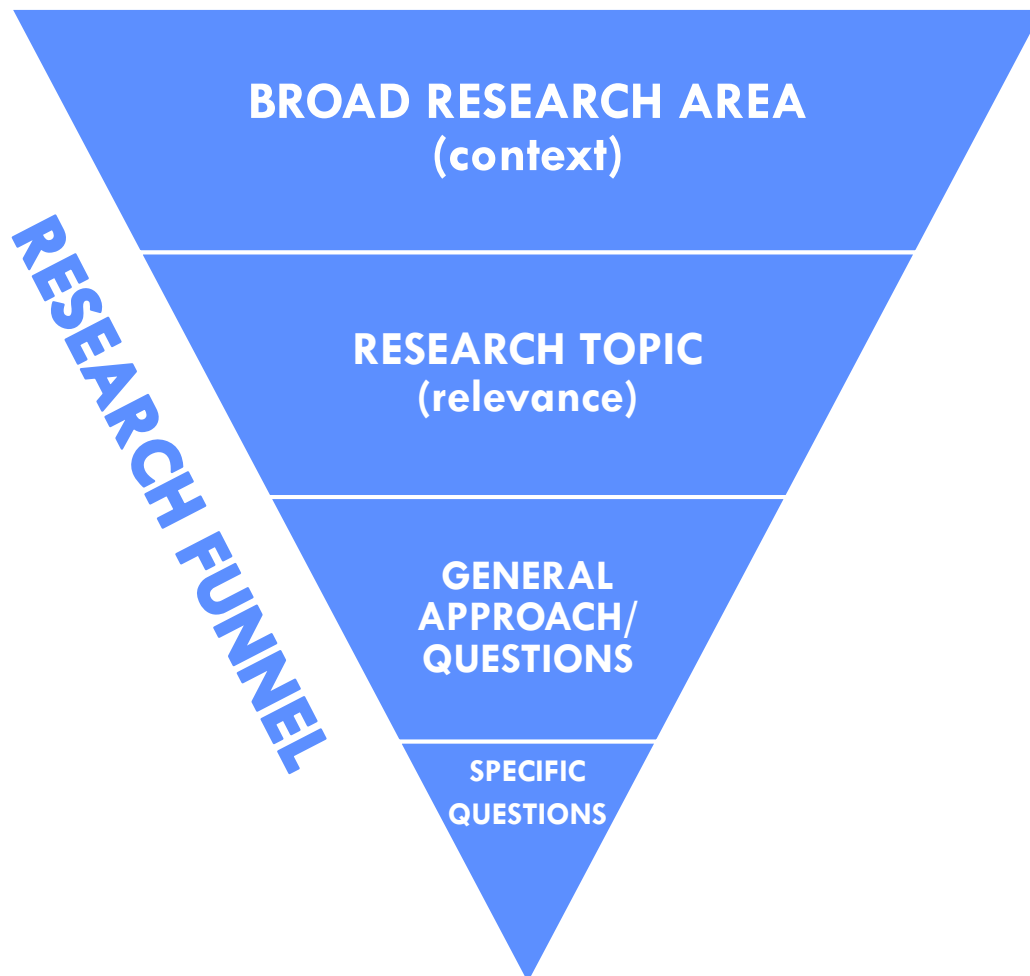 BROAD RESEARCH AREA
(context)
RESEARCH TOPIC
(relevance)
GENERAL
APPROACH/
QUESTIONS
SPECIFIC
QUESTIONS
RESEARCH FUNNEL